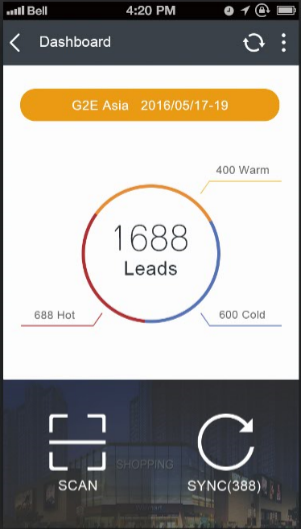 Bell 4:20 PM
Dashboard
G2E Asia 2016/05/17-19
400 Warm
1688
Leads
688 Hot 600 Cold
SHOPPING
SCAN SYNC(388)